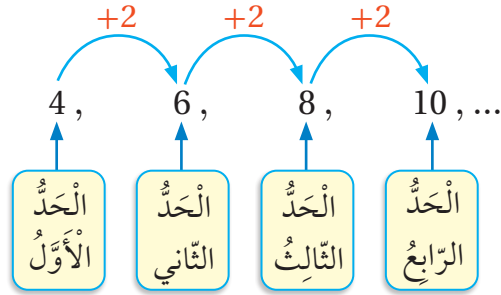 +2 +2 +2
4 , 6 , 8 , 10 , ...
الْحَدُّ الْأَوَّلُ
الْحَدُّ الثّاني
الْحَدُّ الثّالِثُ
الْحَدُّ الرّابِعُ